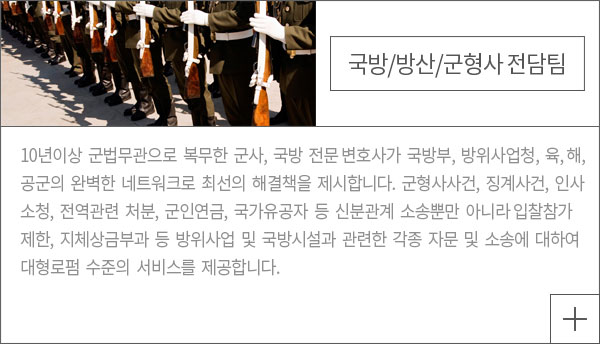 국방/방산/군형사 전담팀
10년이상 군법무관으로 복무한 군사, 국방 전문 변호사가 국방부, 방위사업청, 육, 해,
공군의 완벽한 네트워크로 최선의 해결책을 제시합니다. 군형사사건, 징계사건, 인사
소청, 전역관련 처분, 군인연금, 국가유공자 등 신분관계 소송뿐만 아니라 입찰참가
제한, 지체상금부과 등 방위사업 및 국방시설과 관련한 각종 자문 및 소송에 대하여
대형로펌 수준의 서비스를 제공합니다.